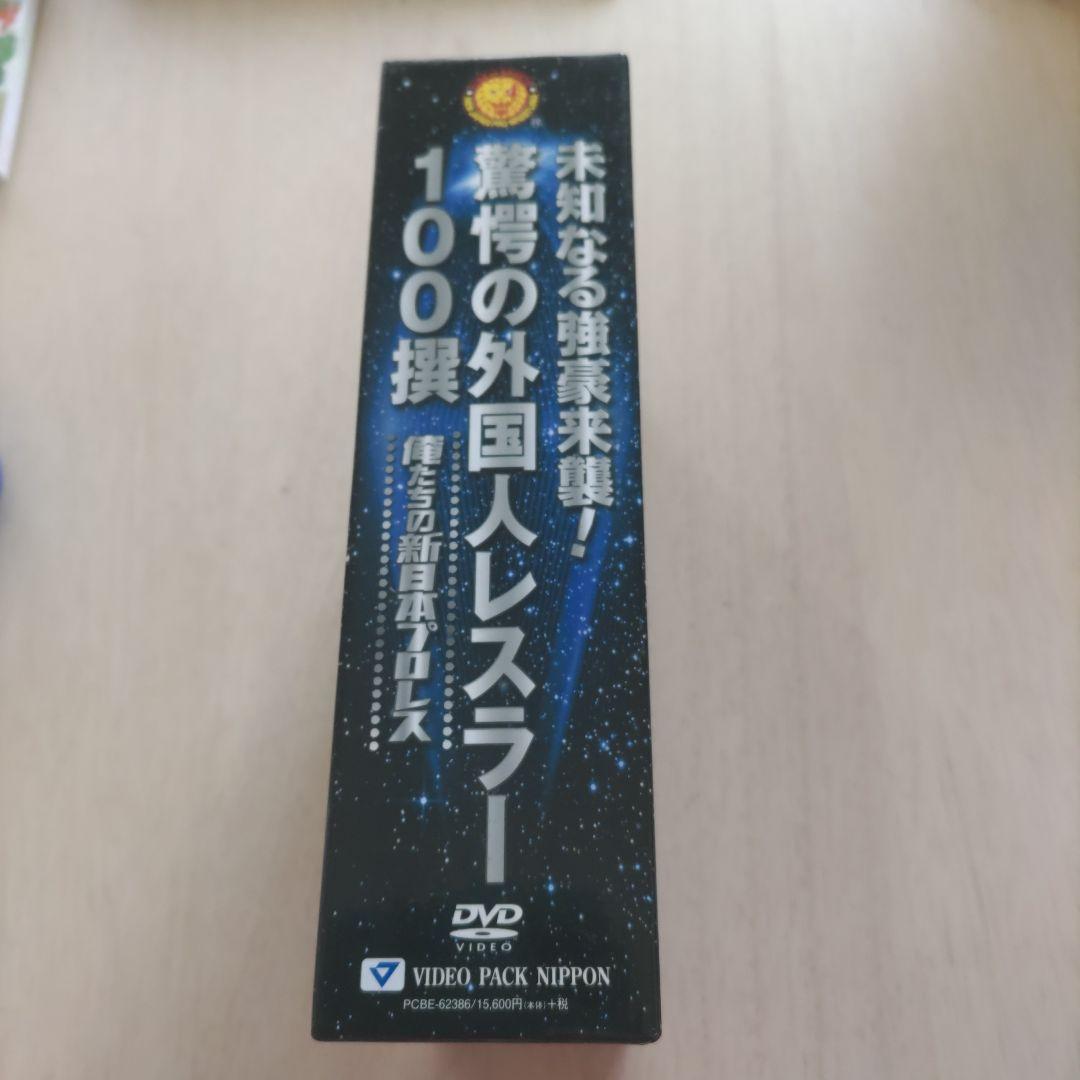 未知なる強豪来襲!
驚愕の外国人レスラー
100撰
俺たちの新日本プロレス
DVD
VIDEO
VIDEO PACK NIPPON
PCBE-62386/15,600円(本体)+税